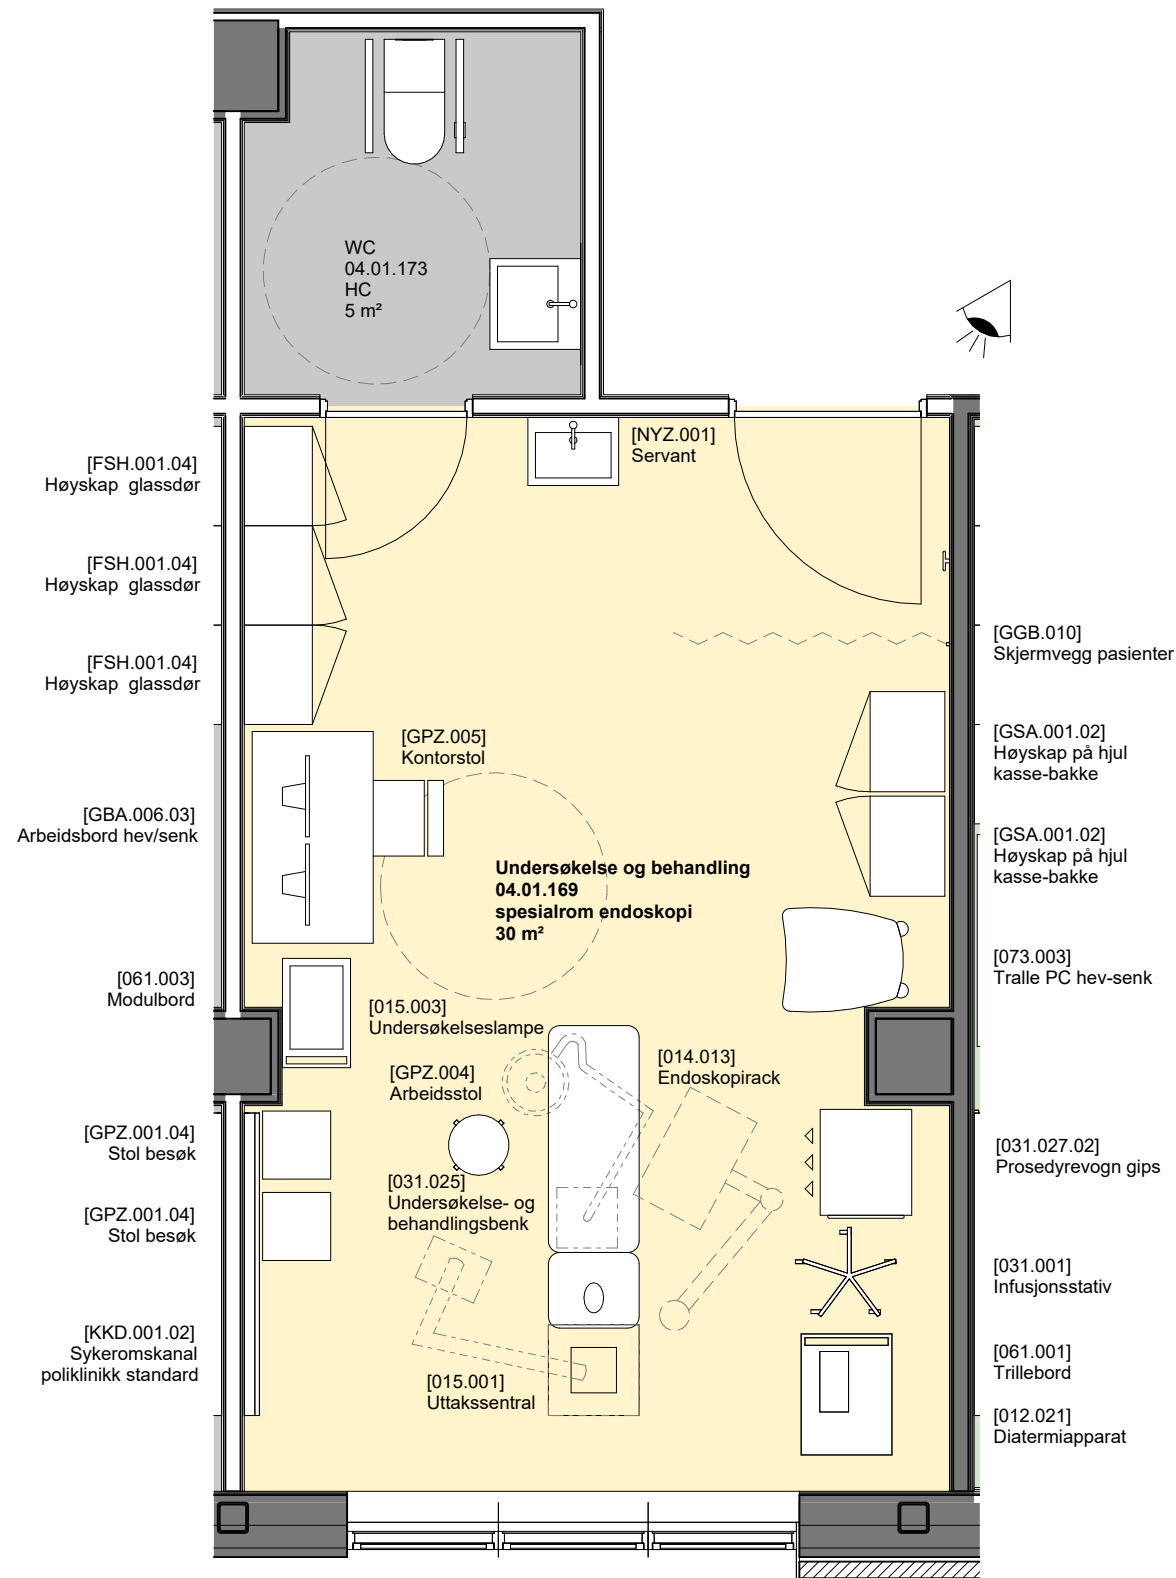 WC
04.01.173
HC
5 m²
[NYZ.001]
Servant
[FSH.001.04]
Høyskap glassdør
[FSH.001.04]
Høyskap glassdør
[FSH.001.04]
Høyskap glassdør
[GGB.010]
Skjermvegg pasienter
[GPZ.005]
Kontorstol
[GSA.001.02]
Høyskap på hjul
kasse-bakke
[GBA.006.03]
Arbeidsbord hev/senk
[GSA.001.02]
Høyskap på hjul
kasse-bakke
Undersøkelse og behandling
04.01.169
spesialrom endoskopi
30 m²
[061.003]
Modulbord
[073.003]
Tralle PC hev-senk
[015.003]
Undersøkelseslampe
[014.013]
Endoskopirack
[GPZ.004]
Arbeidsstol
[GPZ.001.04]
Stol besøk
[031.027.02]
Prosedyrevogn gips
[031.025]
Undersøkelse- og
behandlingsbenk
[GPZ.001.04]
Stol besøk
[031.001]
Infusjonsstativ
[KKD.001.02]
Sykeromskanal
poliklinikk standard
[061.001]
Trillebord
[015.001]
Uttakssentral
[012.021]
Diatermiapparat